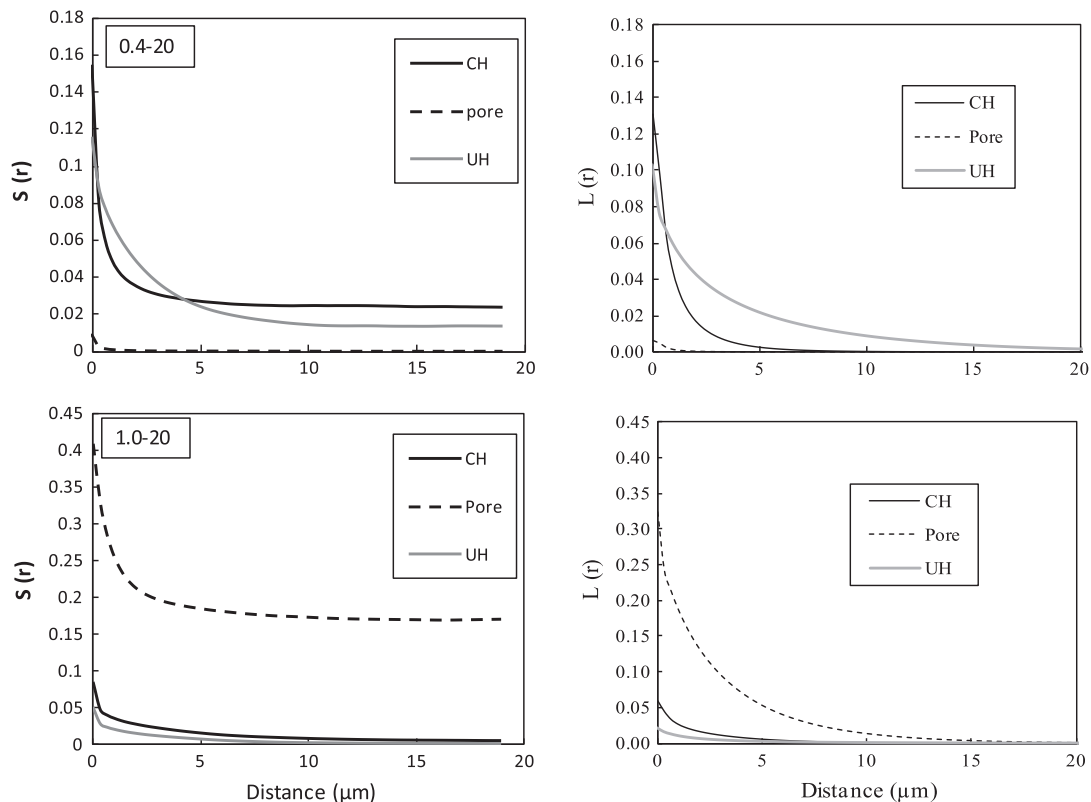 0.18
0.16
0.14
0.12
0.1
0.08
0.06
0.04
0.02
0
S (r)
0.4-20
CH
pore
UH
0 5 10 15 20
0.18
0.16
0.14
0.12
0.10
0.08
0.06
0.04
0.02
0.00
L (r)
CH
Pore
UH
0 5 10 15 20
0.45
0.4
0.35
0.3
0.25
0.2
0.15
0.1
0.05
0
S (r)
1.0-20
CH
Pore
UH
0 5 10 15 20
Distance (μm)
0.45
0.40
0.35
0.30
0.25
0.20
0.15
0.10
0.05
0.00
L (r)
CH
Pore
UH
0 5 10 15 20
Distance (μm)